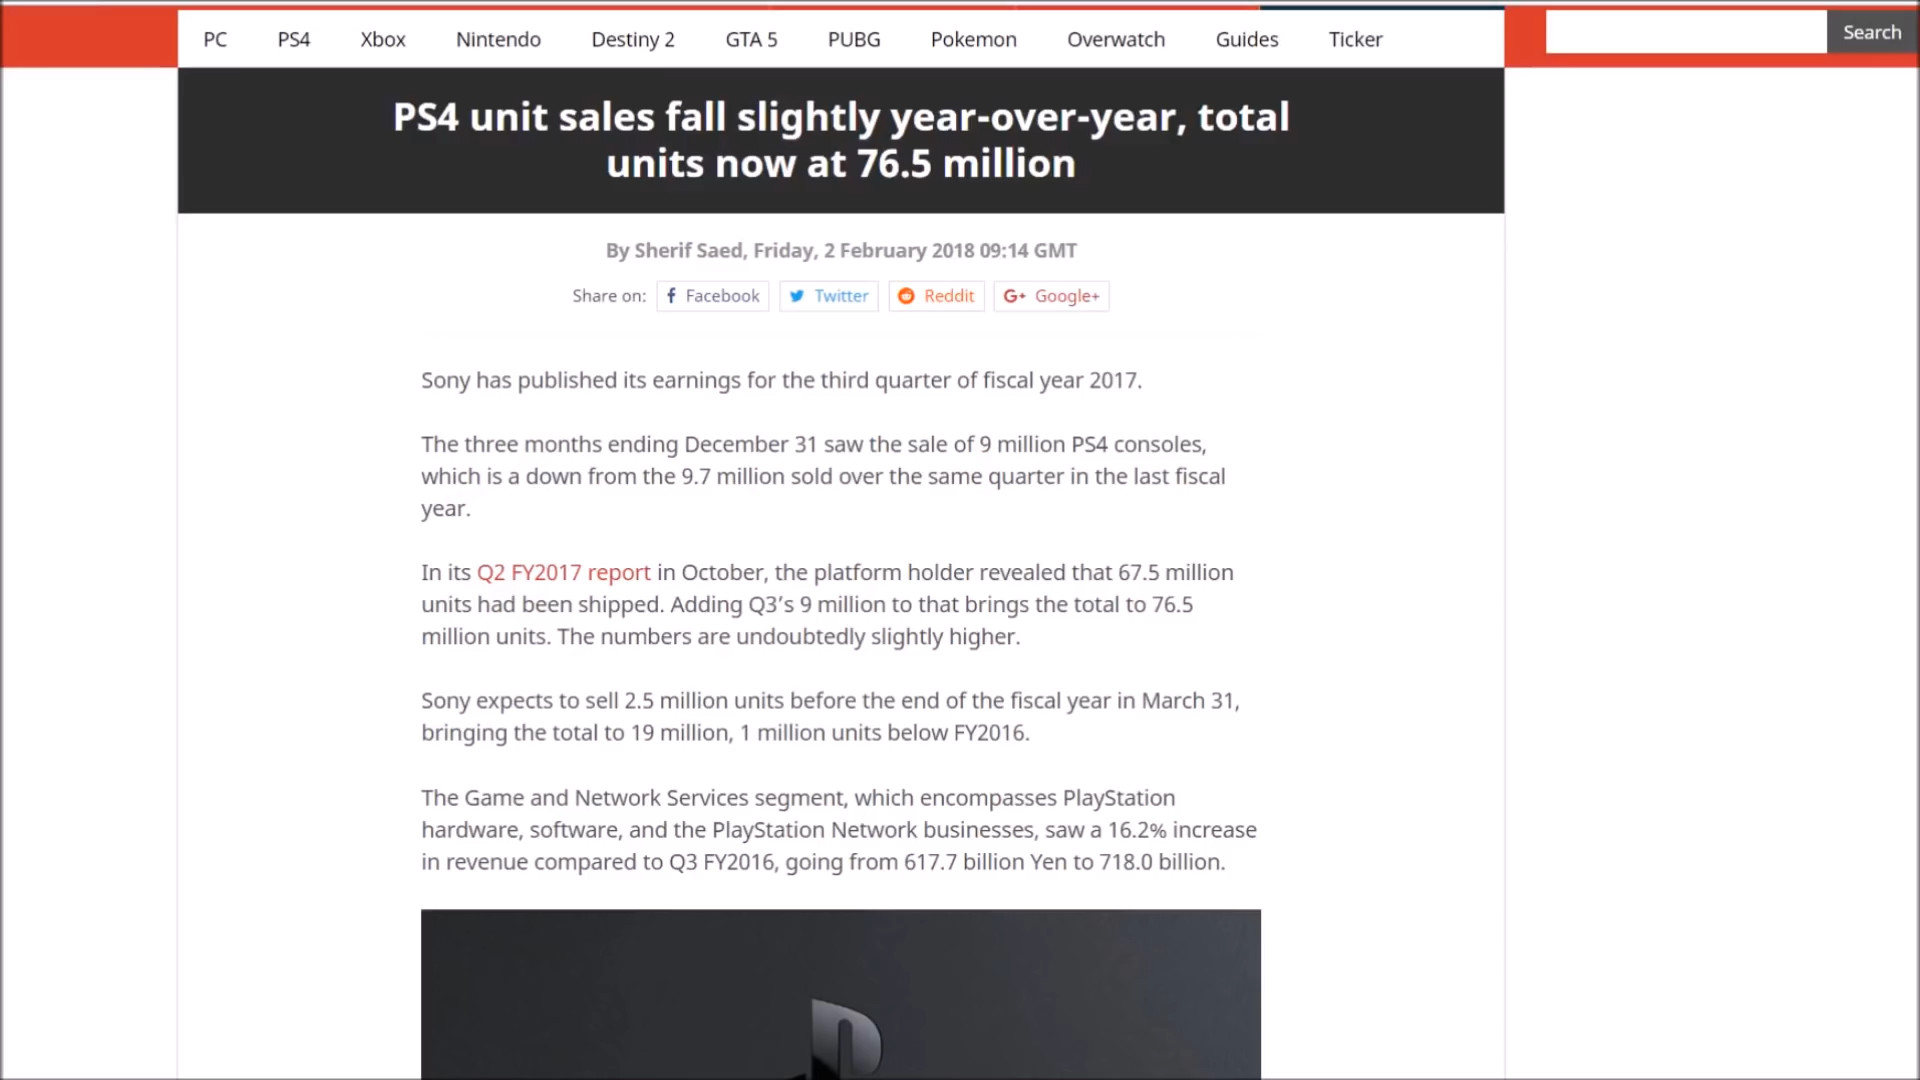 PC PS4 Xbox Nintendo Destiny 2 GTA 5 PUBG Pokemon Overwatch Guides Ticker Search
PS4 unit sales fall slightly year-over-year, total
units now at 76.5 million
By Sherif Saed, Friday, 2 February 2018 09:14 GMT
Share on: Facebook Twitter Reddit G+ Google+
Sony has published its earnings for the third quarter of fiscal year 2017.
The three months ending December 31 saw the sale of 9 million PS4 consoles,
which is a down from the 9.7 million sold over the same quarter in the last fiscal
year.
In its Q2 FY2017 report in October, the platform holder revealed that 67.5 million
units had been shipped. Adding Q3’s 9 million to that brings the total to 76.5
million units. The numbers are undoubtedly slightly higher.
Sony expects to sell 2.5 million units before the end of the fiscal year in March 31,
bringing the total to 19 million, 1 million units below FY2016.
The Game and Network Services segment, which encompasses PlayStation
hardware, software, and the PlayStation Network businesses, saw a 16.2% increase
in revenue compared to Q3 FY2016, going from 617.7 billion Yen to 718.0 billion.